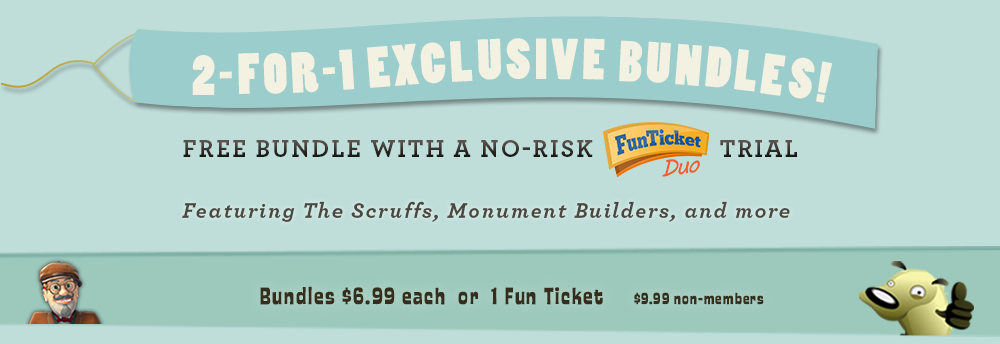 2-FOR-1 EXCLUSIVE BUNDLES!
FREE BUNDLE WITH A NO-RISK FunTicket Duo TRIAL
Featuring The Scruffs, Monument Builders, and more
Bundles $6.99 each or 1 Fun Ticket $9.99 non-members